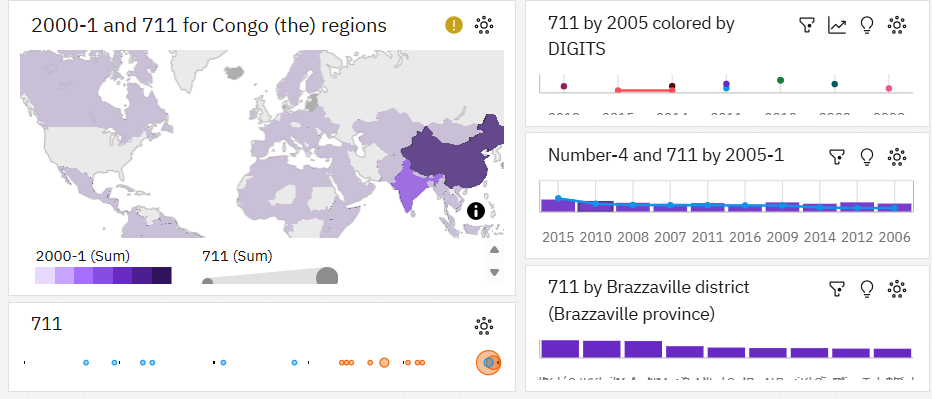 2000-1 and 711 for Congo (the) regions
2000-1 (Sum)
711 (Sum)
711
711 by 2005 colored by
DIGITS
Number-4 and 711 by 2005-1
2015 2010 2008 2007 2011 2016 2009 2014 2012 2006
711 by Brazzaville district
(Brazzaville province)